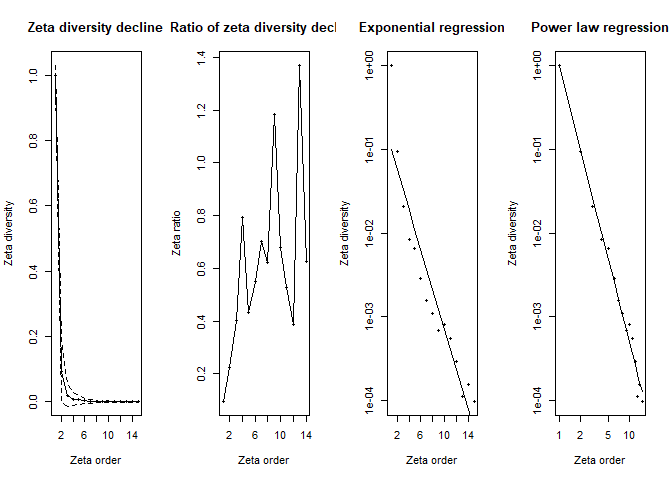 Zeta diversity decline
Ratio of zeta diversity decl
Exponential regression
Power law regression
Zeta diversity
0.0 0.2 0.4 0.6 0.8 1.0
2 6 10 14
Zeta order
Zeta ratio
0.2 0.4 0.6 0.8 1.0 1.2 1.4
2 6 10 14
Zeta order
Zeta diversity
1e-04 1e-03 1e-02 1e-01 1e+00
2 6 10 14
Zeta order
Zeta diversity
1e-04 1e-03 1e-02 1e-01 1e+00
1 2 5 10
Zeta order